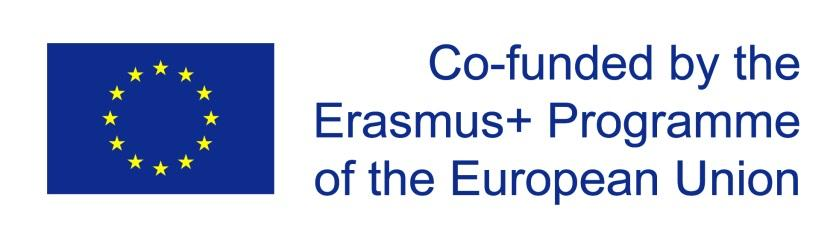 Co-funded by the
Erasmus+ Programme
of the European Union